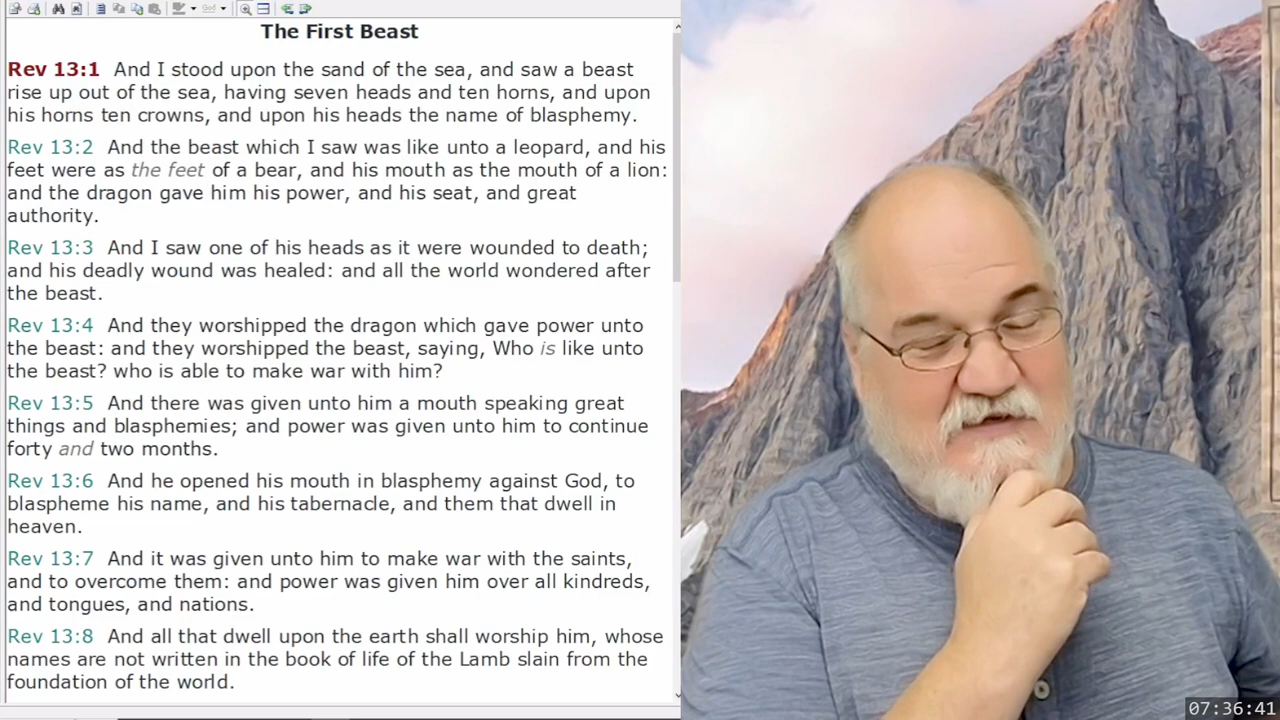 The First Beast
Rev 13:1 And I stood upon the sand of the sea, and saw a beast
rise up out of the sea, having seven heads and ten horns, and upon
his horns ten crowns, and upon his heads the name of blasphemy.
Rev 13:2 And the beast which I saw was like unto a leopard, and his
feet were as the feet of a bear, and his mouth as the mouth of a lion:
and the dragon gave him his power, and his seat, and great
authority.
Rev 13:3 And I saw one of his heads as it were wounded to death;
and his deadly wound was healed: and all the world wondered after
the beast.
Rev 13:4 And they worshipped the dragon which gave power unto
the beast: and they worshipped the beast, saying, Who is like unto
the beast? who is able to make war with him?
Rev 13:5 And there was given unto him a mouth speaking great
things and blasphemies; and power was given unto him to continue
forty and two months.
Rev 13:6 And he opened his mouth in blasphemy against God, to
blaspheme his name, and his tabernacle, and them that dwell in
heaven.
Rev 13:7 And it was given unto him to make war with the saints,
and to overcome them: and power was given him over all kindreds,
and tongues, and nations.
Rev 13:8 And all that dwell upon the earth shall worship him, whose
names are not written in the book of life of the Lamb slain from the
foundation of the world.
07:36:41